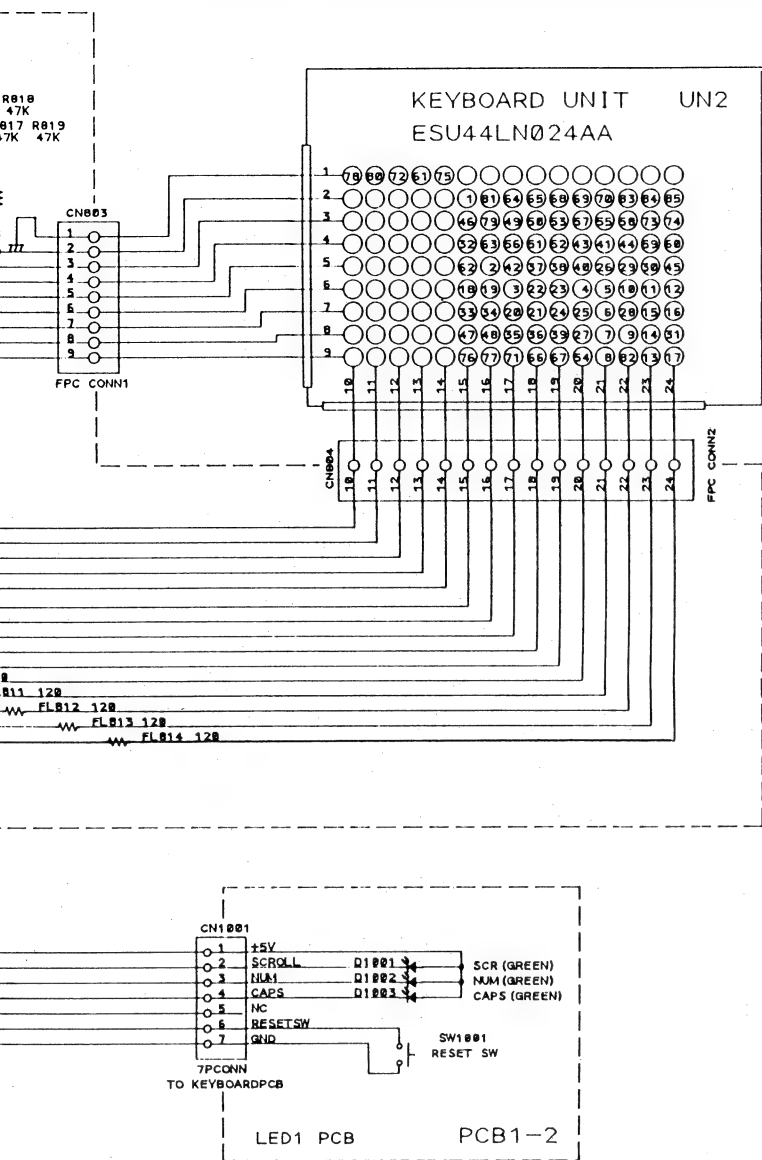 R818
47K
817 R819
47K 47K
KEYBOARD UNIT UN2
ESU44LN024AA
CN803
1
2
3
4
5
6
7
8
9
FPC CONN1
1 78 80 72 61 75
2 1 81 64 65 68 69 70 83 84 85
3 46 79 49 50 53 57 55 58 73 74
4 32 63 56 51 52 43 41 44 59 60
5 62 2 42 37 38 40 26 29 30 45
6 18 19 3 22 23 4 5 10 11 12
7 33 34 20 21 24 25 6 28 15 16
8 47 48 35 36 39 27 7 9 14 31
9 76 77 71 66 67 54 8 82 13 17
10 11 12 13 14 15 16 17 18 19 20 21 22 23 24
CN804
10 11 12 13 14 15 16 17 18 19 20 21 22 23 24
FPC CONN2
811 120
FL812 120
FL813 120
FL814 120
CN1001
1 +5V
2 SCROLL D1001 SCR (GREEN)
3 NUM D1002 NUM (GREEN)
4 CAPS D1003 CAPS (GREEN)
5 NC
6 RESETSW
7 GND
SW1001
RESET SW
7PCONN
TO KEYBOARDPCB
LED1 PCB PCB1-2